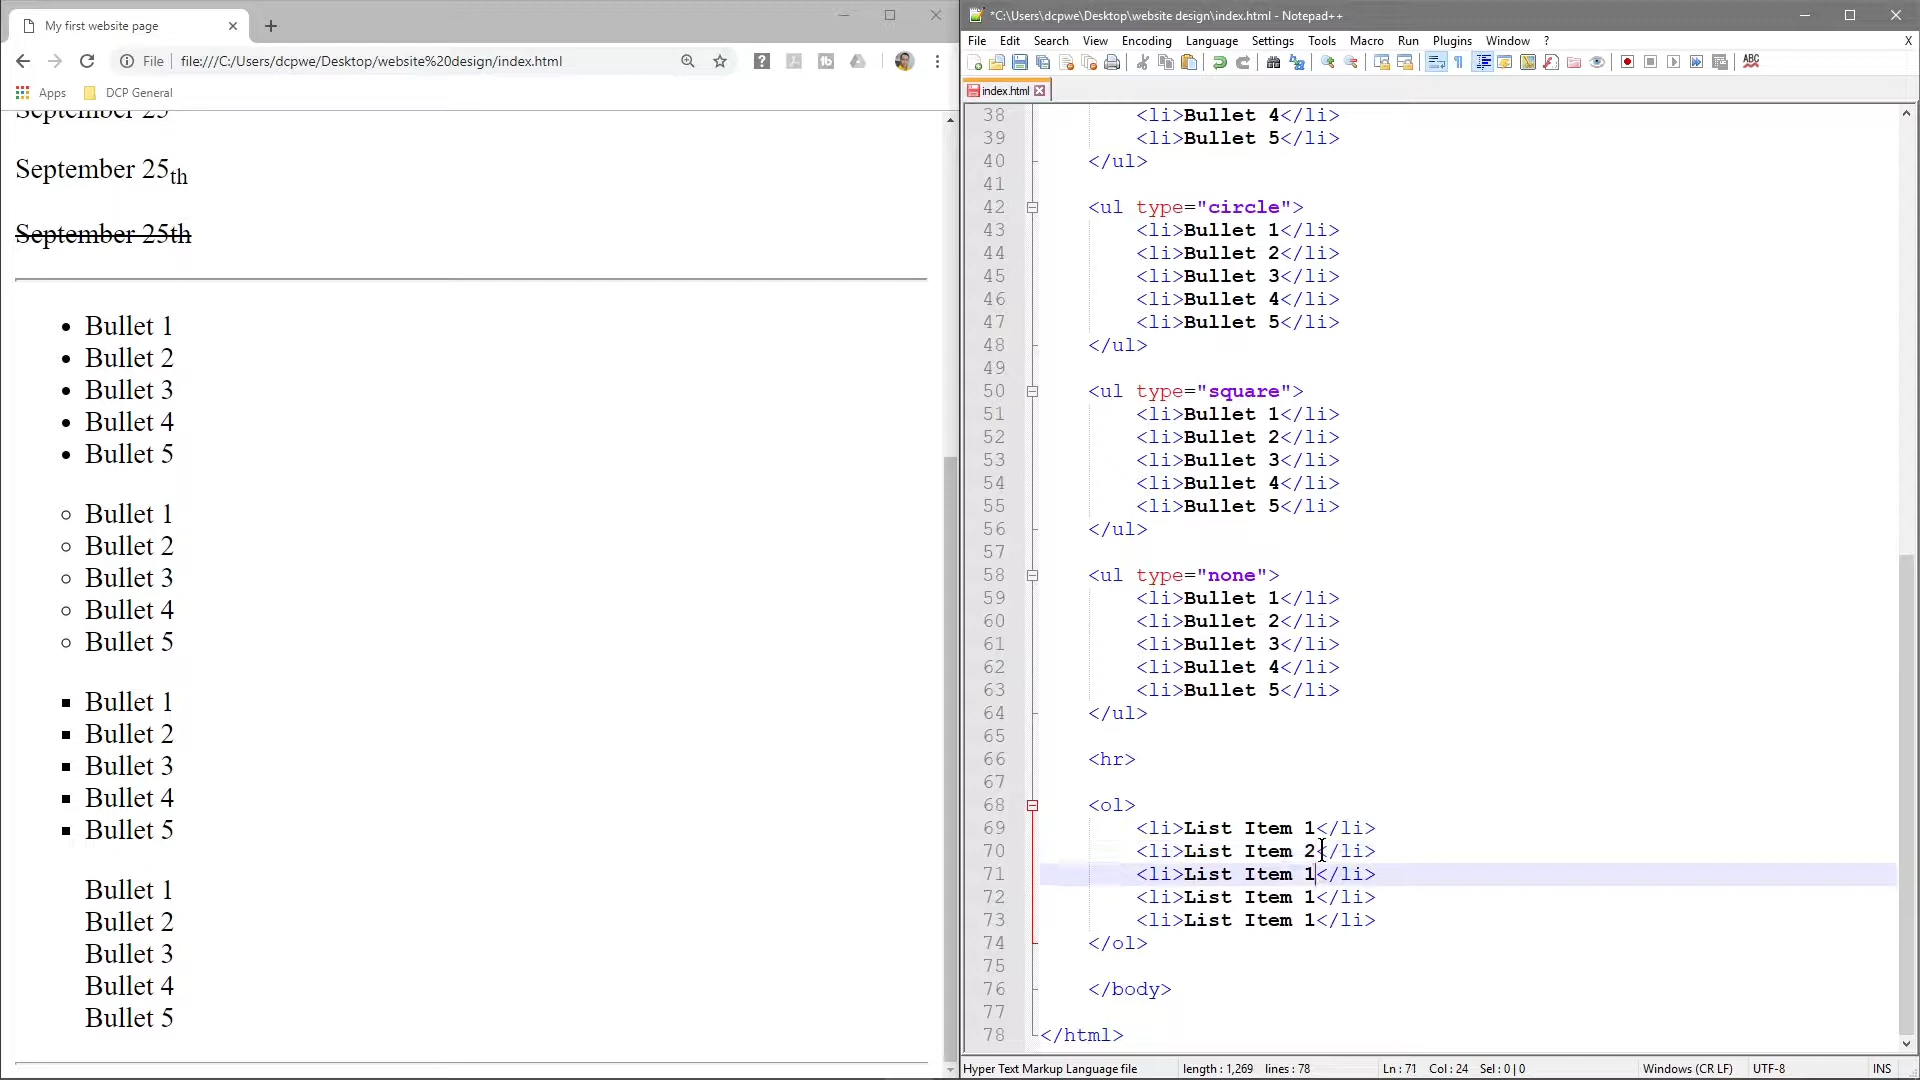 My first website page
File
file:///C:/Users/dcpwe/Desktop/website%20design/index.html
Apps
DCP General
September 25
September 25th
September 25th
Bullet 1
Bullet 2
Bullet 3
Bullet 4
Bullet 5
Bullet 1
Bullet 2
Bullet 3
Bullet 4
Bullet 5
Bullet 1
Bullet 2
Bullet 3
Bullet 4
Bullet 5
Bullet 1
Bullet 2
Bullet 3
Bullet 4
Bullet 5
*C:\Users\dcpwe\Desktop\website design\index.html - Notepad++
File Edit Search View Encoding Language Settings Tools Macro Run Plugins Window ? X
ABC
index.html
38 <li>Bullet 4</li>
39 <li>Bullet 5</li>
40 </ul>
41
42 <ul type="circle">
43 <li>Bullet 1</li>
44 <li>Bullet 2</li>
45 <li>Bullet 3</li>
46 <li>Bullet 4</li>
47 <li>Bullet 5</li>
48 </ul>
49
50 <ul type="square">
51 <li>Bullet 1</li>
52 <li>Bullet 2</li>
53 <li>Bullet 3</li>
54 <li>Bullet 4</li>
55 <li>Bullet 5</li>
56 </ul>
57
58 <ul type="none">
59 <li>Bullet 1</li>
60 <li>Bullet 2</li>
61 <li>Bullet 3</li>
62 <li>Bullet 4</li>
63 <li>Bullet 5</li>
64 </ul>
65
66 <hr>
67
68 <ol>
69 <li>List Item 1</li>
70 <li>List Item 2</li>
71 <li>List Item 1</li>
72 <li>List Item 1</li>
73 <li>List Item 1</li>
74 </ol>
75
76 </body>
77
78 </html>
Hyper Text Markup Language file length : 1,269 lines : 78 Ln : 71 Col : 24 Sel : 0 | 0 Windows (CR LF) UTF-8 INS